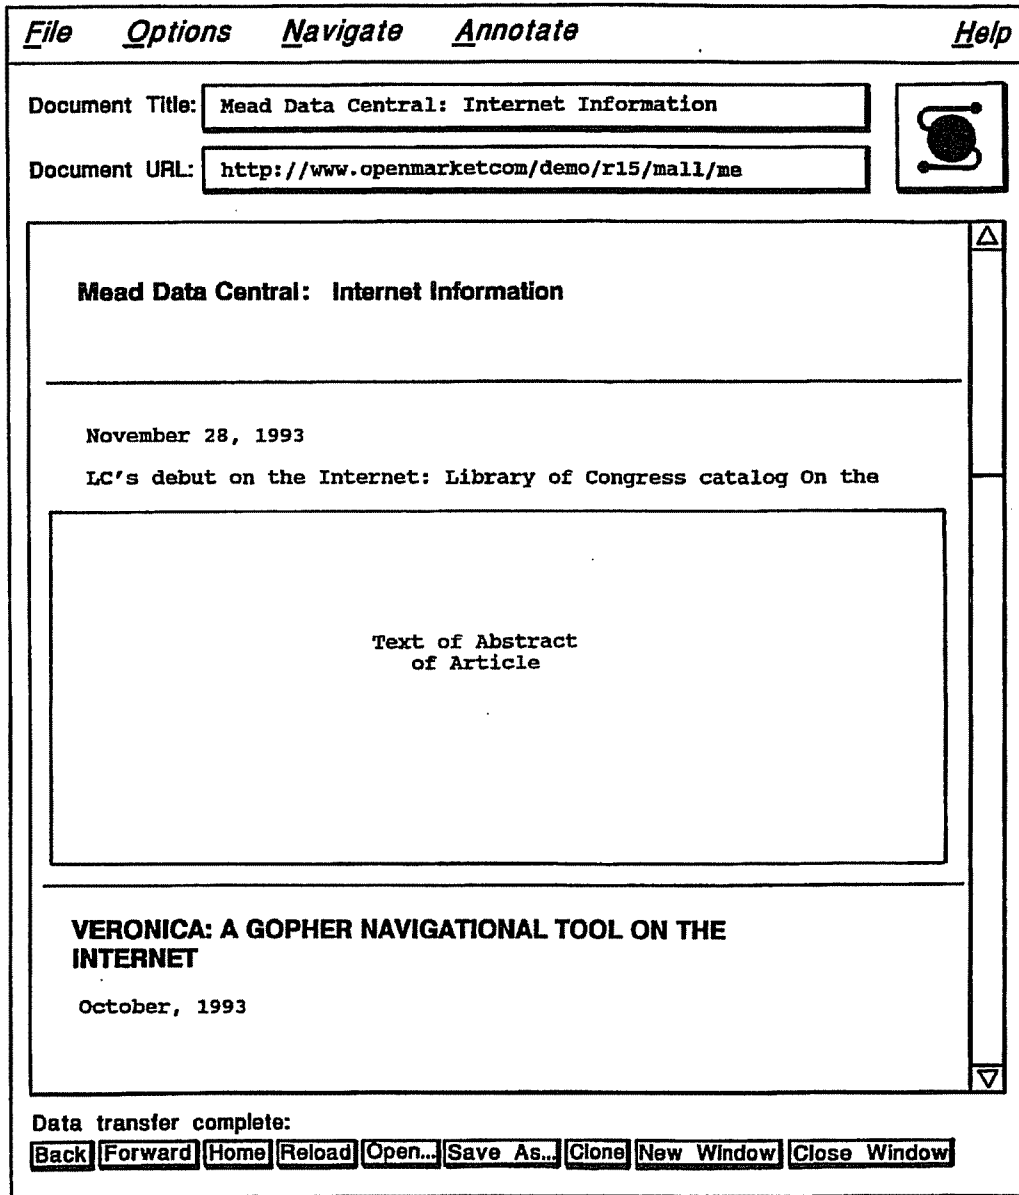 File Options Navigate Annotate Help
Document Title: Mead Data Central: Internet Information
Document URL: http://www.openmarketcom/demo/r15/mall/me
Mead Data Central: Internet Information
November 28, 1993
LC's debut on the Internet: Library of Congress catalog On the
Text of Abstract
of Article
VERONICA: A GOPHER NAVIGATIONAL TOOL ON THE
INTERNET
October, 1993
Data transfer complete:
Back Forward Home Reload Open... Save As... Clone New Window Close Window